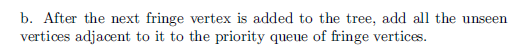 b. After the next fringe vertex is added to the tree, add all the unseen
vertices adjacent to it to the priority queue of fringe vertices.